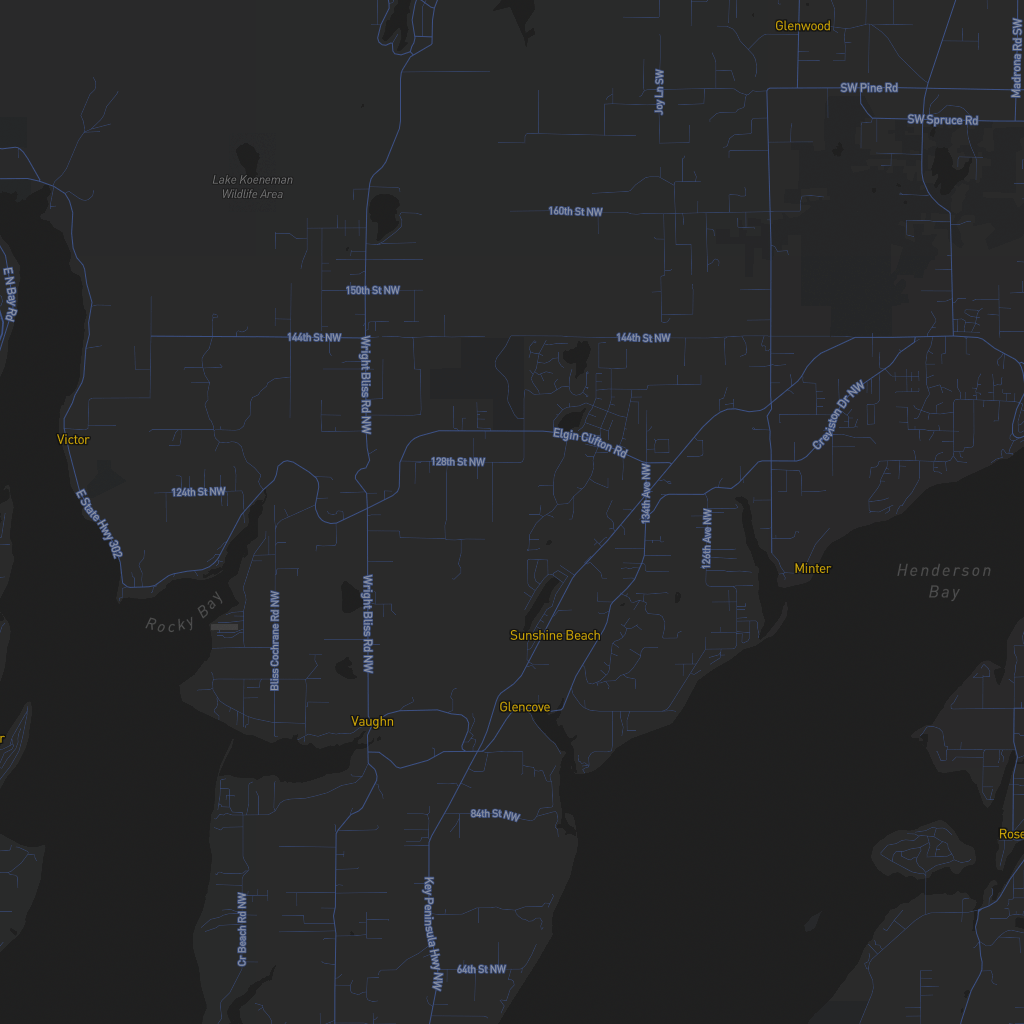 Glenwood
Madrona Rd SW
SW Pine Rd
Joy Ln SW
SW Spruce Rd
Lake Koeneman
Wildlife Area
160th St NW
E N Bay Rd
150th St NW
144th St NW
144th St NW
Wright Bliss Rd NW
Creviston Dr NW
Victor
Elgin Clifton Rd
128th St NW
124th St NW
134th Ave NW
E State Hwy 302
126th Ave NW
Minter
Henderson
Bay
Rocky Bay
Wright Bliss Rd NW
Bliss Cochrane Rd NW
Sunshine Beach
Glencove
Vaughn
84th St NW
Key Peninsula Hwy NW
Cr Beach Rd NW
64th St NW